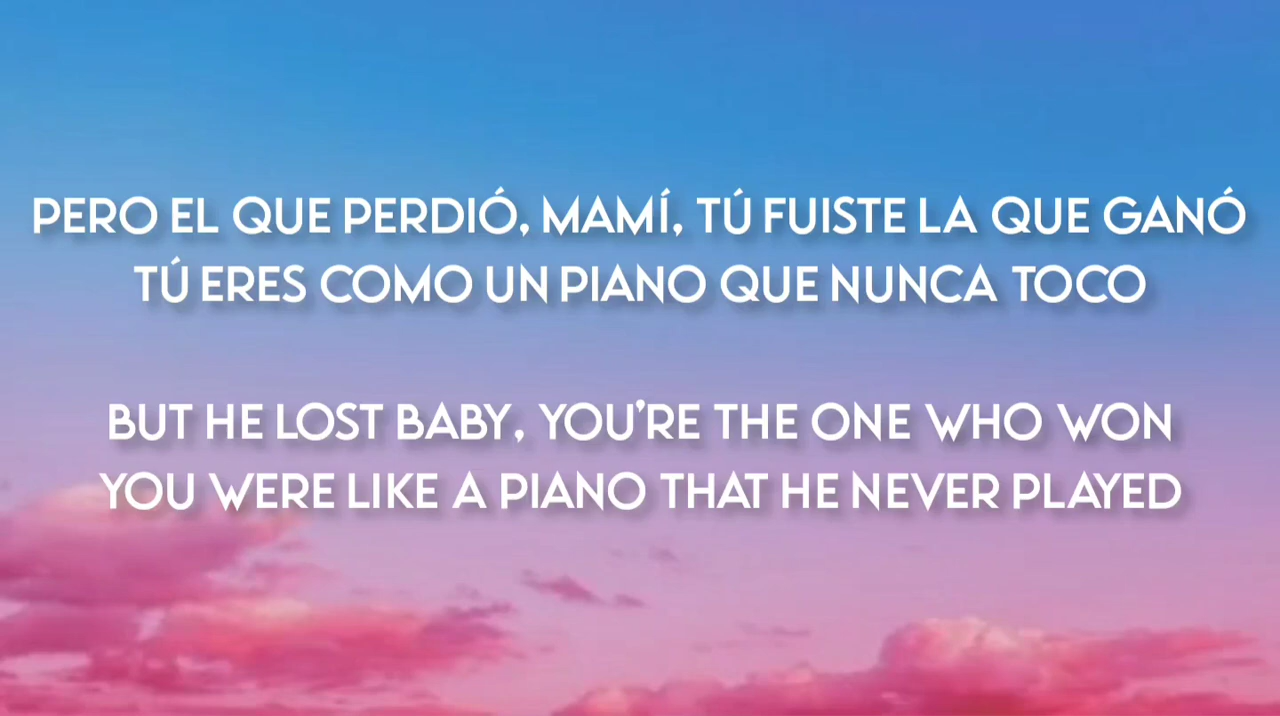 PERO EL QUE PERDIÓ, MAMÍ, TÚ FUISTE LA QUE GANÓ
TÚ ERES COMO UN PIANO QUE NUNCA TOCO
BUT HE LOST BABY, YOU'RE THE ONE WHO WON
YOU WERE LIKE A PIANO THAT HE NEVER PLAYED